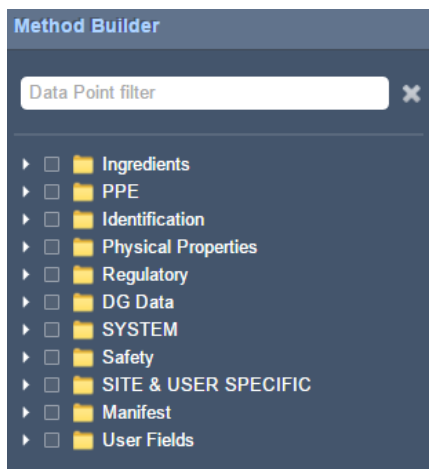 Method Builder
Data Point filter
Ingredients
PPE
Identification
Physical Properties
Regulatory
DG Data
SYSTEM
Safety
SITE & USER SPECIFIC
Manifest
User Fields